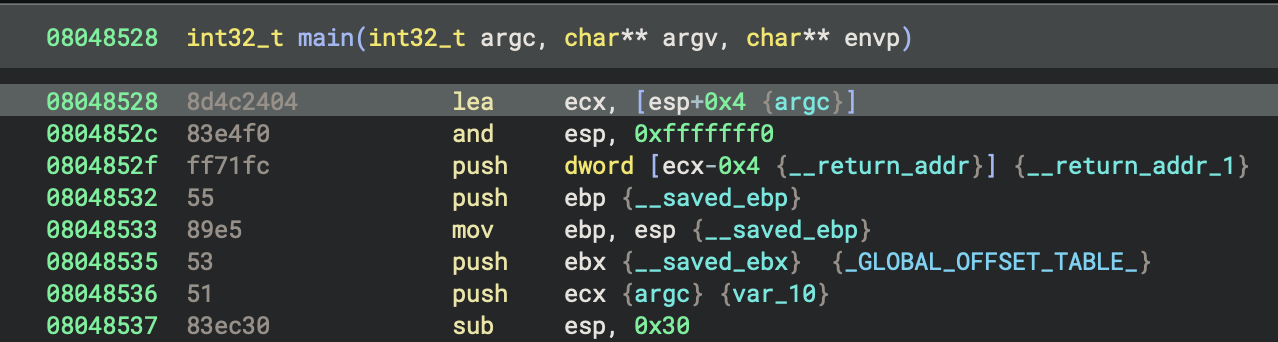 08048528 int32_t main(int32_t argc, char** argv, char** envp)
08048528 8d4c2404 lea ecx, [esp+0x4 {argc}]
0804852c 83e4f0 and esp, 0xfffffff0
0804852f ff71fc push dword [ecx-0x4 {__return_addr}] {__return_addr_1}
08048532 55 push ebp {__saved_ebp}
08048533 89e5 mov ebp, esp {__saved_ebp}
08048535 53 push ebx {__saved_ebx} {_GLOBAL_OFFSET_TABLE_}
08048536 51 push ecx {argc} {var_10}
08048537 83ec30 sub esp, 0x30